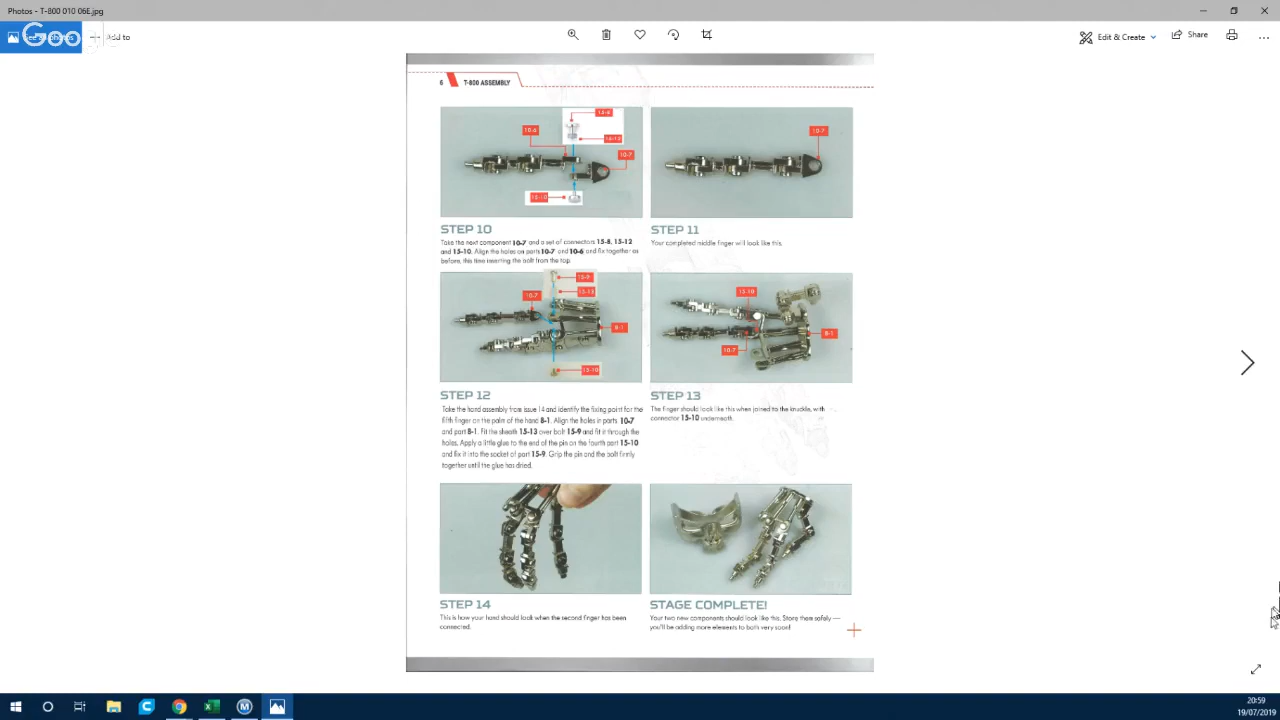 Photos - T-800 010 06E.jpg
Goo
Add to
Edit & Create
Share
6 T-800 ASSEMBLY
15-8
10-6
15-12
10-7
15-10
10-7
STEP 10
Take the next component 10-7 and a set of connectors 15-8, 15-12
and 15-10. Align the holes on parts 10-7 and 10-6 and fix together as
before, this time inserting the bolt from the top.
STEP 11
Your completed middle finger will look like this.
15-9
15-13
10-7
8-1
15-10
15-10
8-1
10-7
STEP 12
Take the hand assembly from issue 14 and identify the fixing point for the
fifth finger on the palm of the hand 8-1. Align the holes in parts 10-7
and part 8-1. Fit the sheath 15-13 over bolt 15-9 and fit it through the
holes. Apply a little glue to the end of the pin on the fourth part 15-10
and fix it into the socket of part 15-9. Grip the pin and the bolt firmly
together until the glue has dried.
STEP 13
The finger should look like this when joined to the knuckle, with
connector 15-10 underneath.
STEP 14
This is how your hand should look when the second finger has been
connected.
STAGE COMPLETE!
Your two new components should look like this. Store them safely —
you'll be adding more elements to both very soon!
20:59
19/07/2019